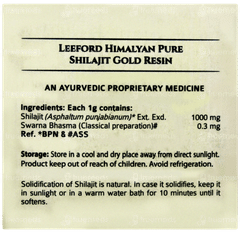 LEEFORD HIMALYAN PURE
SHILAJIT GOLD RESIN
AN AYURVEDIC PROPRIETARY MEDICINE
Ingredients: Each 1g contains:
Shilajit (Asphaltum punjabianum)* Ext. Exd. 1000 mg
Swarna Bhasma (Classical preparation)# 0.3 mg
Ref. *BPN & #ASS
Storage: Store in a cool and dry place away from direct sunlight.
Product keep out of reach of children. Avoid refrigeration.
Solidification of Shilajit is natural. In case it solidifies, keep it
in sunlight or in a warm water bath for 10 minutes until it
softens.